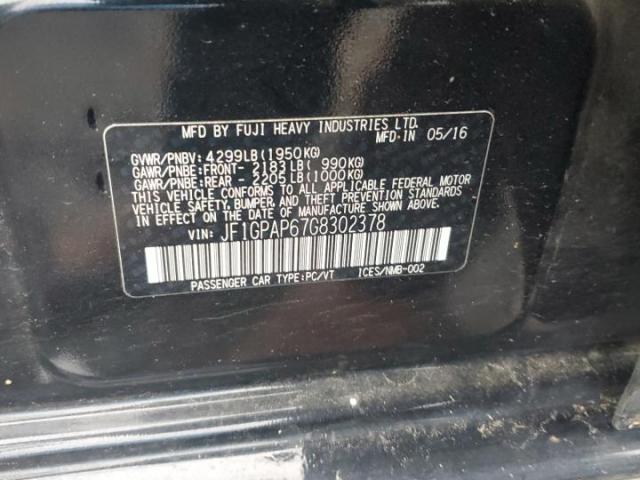 MFD BY FUJI HEAVY INDUSTRIES LTD.
MFD-IN 05/16
GVWR/PNBV: 4299LB(1950KG)
GAWR/PNBE:FRONT- 2183LB( 990KG)
GAWR/PNBE:REAR - 2205LB(1000KG)
THIS VEHICLE CONFORMS TO ALL APPLICABLE FEDERAL MOTOR
VEHICLE SAFETY, BUMPER, AND THEFT PREVENTION STANDARDS
IN EFFECT ON THE DATE OF MANUFACTURE SHOWN ABOVE.
VIN: JF1GPAP67G8302378
PASSENGER CAR TYPE:PC/VT ICES/NMB-002